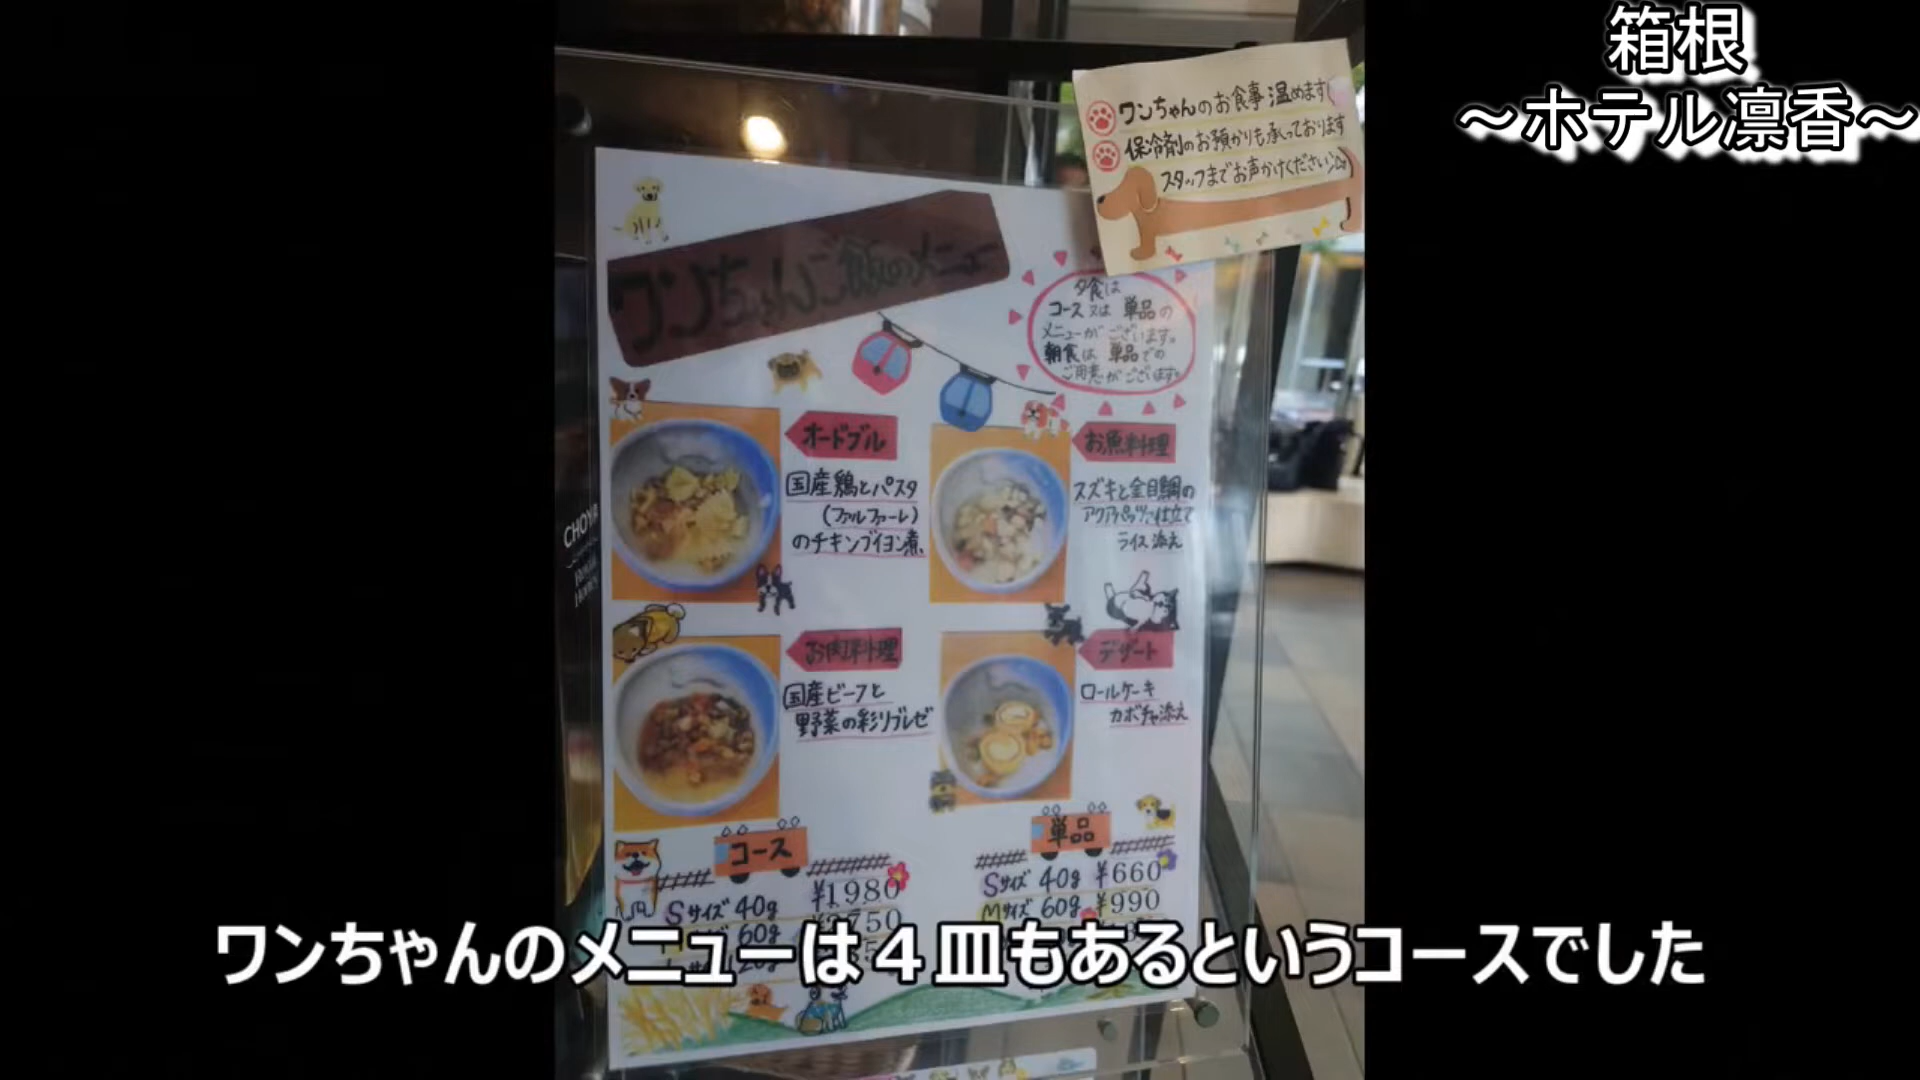 箱根
～ホテル凛香～
ワンちゃんのお食事温めます
保冷剤のお預かりも承っております
スタッフまでお声かけください
ワンちゃんご飯のメニュー
夕食は
コース又は単品の
メニューがございます。
朝食は単品での
ご用意がございます。
オードブル
国産鶏とパスタ
(ファルファーレ)
のチキンブイヨン煮
お魚料理
スズキと金目鯛の
アクアパッツァ仕立て
ライス添え
お肉料理
国産ビーフと
野菜の彩りブレゼ
デザート
ロールケーキ
カボチャ添え
コース
Sサイズ 40g ¥1980
60g
単品
Sサイズ 40g ¥660
Mサイズ 60g ¥990
CHOYA
ワンちゃんのメニューは４皿もあるというコースでした